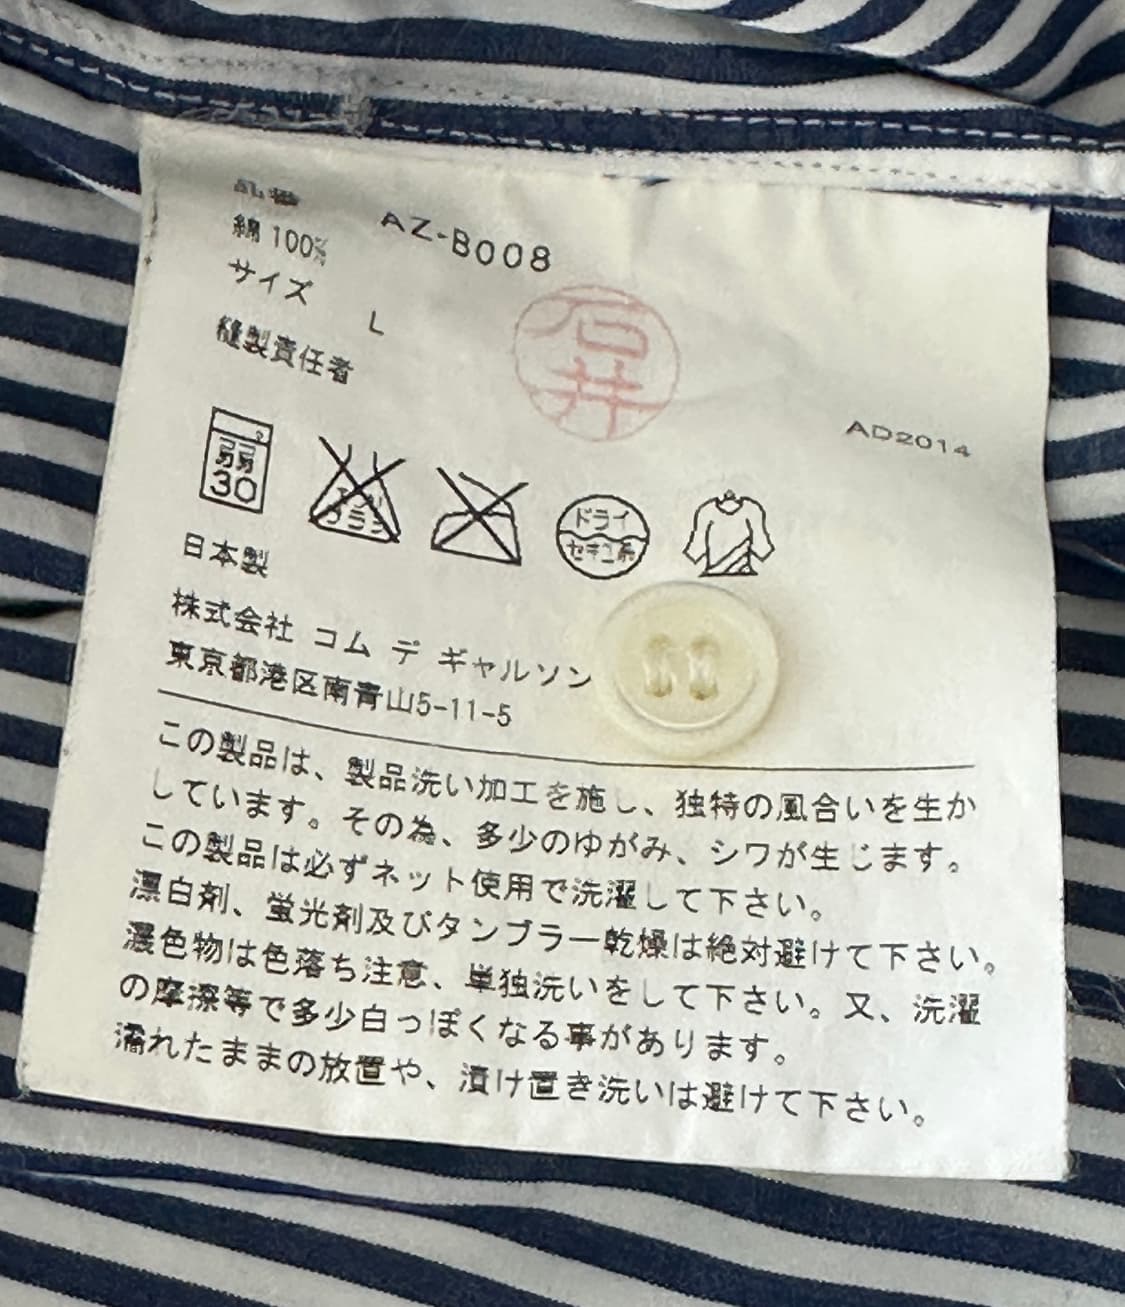 品番 AZ-B008
綿 100%
サイズ L
縫製責任者
石井
AD2014
弱
30
エンソ
サラシ
ドライ
セキユ系
日本製
株式会社 コム デ ギャルソン
東京都港区南青山5-11-5
この製品は、製品洗い加工を施し、独特の風合いを生か
しています。その為、多少のゆがみ、シワが生じます。
この製品は必ずネット使用で洗濯して下さい。
漂白剤、蛍光剤及びタンブラー乾燥は絶対避けて下さい。
濃色物は色落ち注意、単独洗いをして下さい。又、洗濯
の摩擦等で多少白っぽくなる事があります。
濡れたままの放置や、漬け置き洗いは避けて下さい。